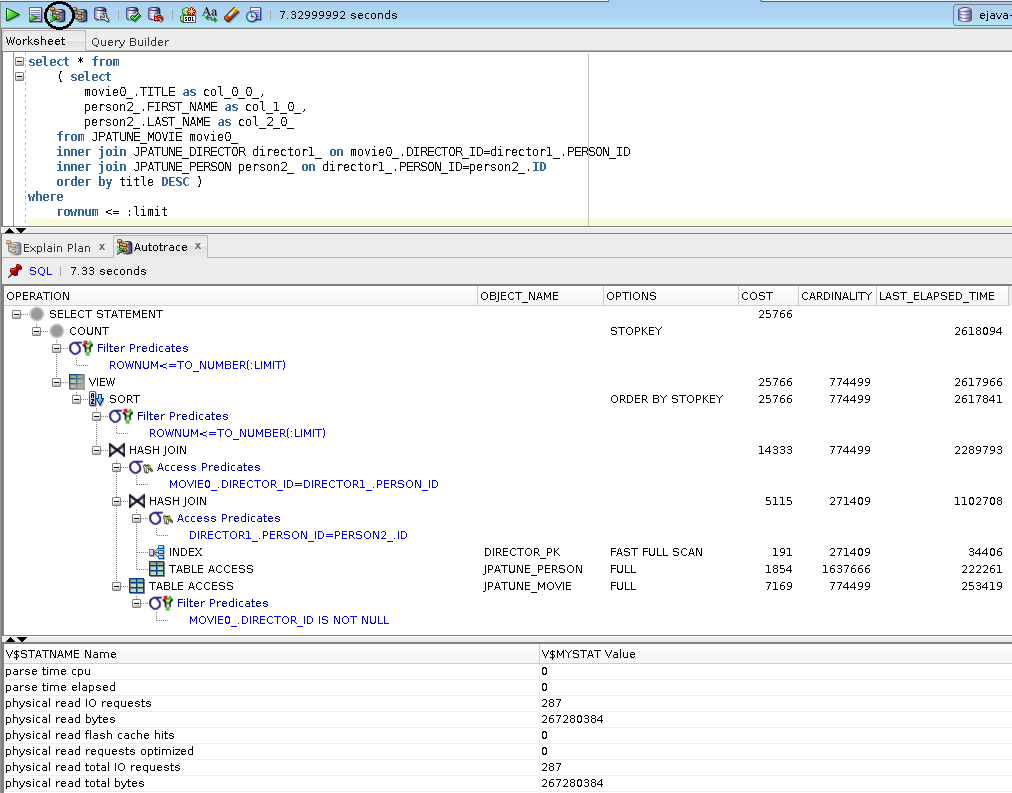 7.32999992 seconds
ejava-
Worksheet Query Builder
select * from
( select
movie0_.TITLE as col_0_0_,
person2_.FIRST_NAME as col_1_0_,
person2_.LAST_NAME as col_2_0_
from JPATUNE_MOVIE movie0_
inner join JPATUNE_DIRECTOR director1_ on movie0_.DIRECTOR_ID=director1_.PERSON_ID
inner join JPATUNE_PERSON person2_ on director1_.PERSON_ID=person2_.ID
order by title DESC )
where
rownum <= :limit
Explain Plan x Autotrace x
SQL | 7.33 seconds
OPERATION OBJECT_NAME OPTIONS COST CARDINALITY LAST_ELAPSED_TIME
SELECT STATEMENT 25766
COUNT STOPKEY 2618094
Filter Predicates
ROWNUM<=TO_NUMBER(:LIMIT)
VIEW 25766 774499 2617966
SORT ORDER BY STOPKEY 25766 774499 2617841
Filter Predicates
ROWNUM<=TO_NUMBER(:LIMIT)
HASH JOIN 14333 774499 2289793
Access Predicates
MOVIE0_.DIRECTOR_ID=DIRECTOR1_.PERSON_ID
HASH JOIN 5115 271409 1102708
Access Predicates
DIRECTOR1_.PERSON_ID=PERSON2_.ID
INDEX DIRECTOR_PK FAST FULL SCAN 191 271409 34406
TABLE ACCESS JPATUNE_PERSON FULL 1854 1637666 222261
TABLE ACCESS JPATUNE_MOVIE FULL 7169 774499 253419
Filter Predicates
MOVIE0_.DIRECTOR_ID IS NOT NULL
V$STATNAME Name V$MYSTAT Value
parse time cpu 0
parse time elapsed 0
physical read IO requests 287
physical read bytes 267280384
physical read flash cache hits 0
physical read requests optimized 0
physical read total IO requests 287
physical read total bytes 267280384